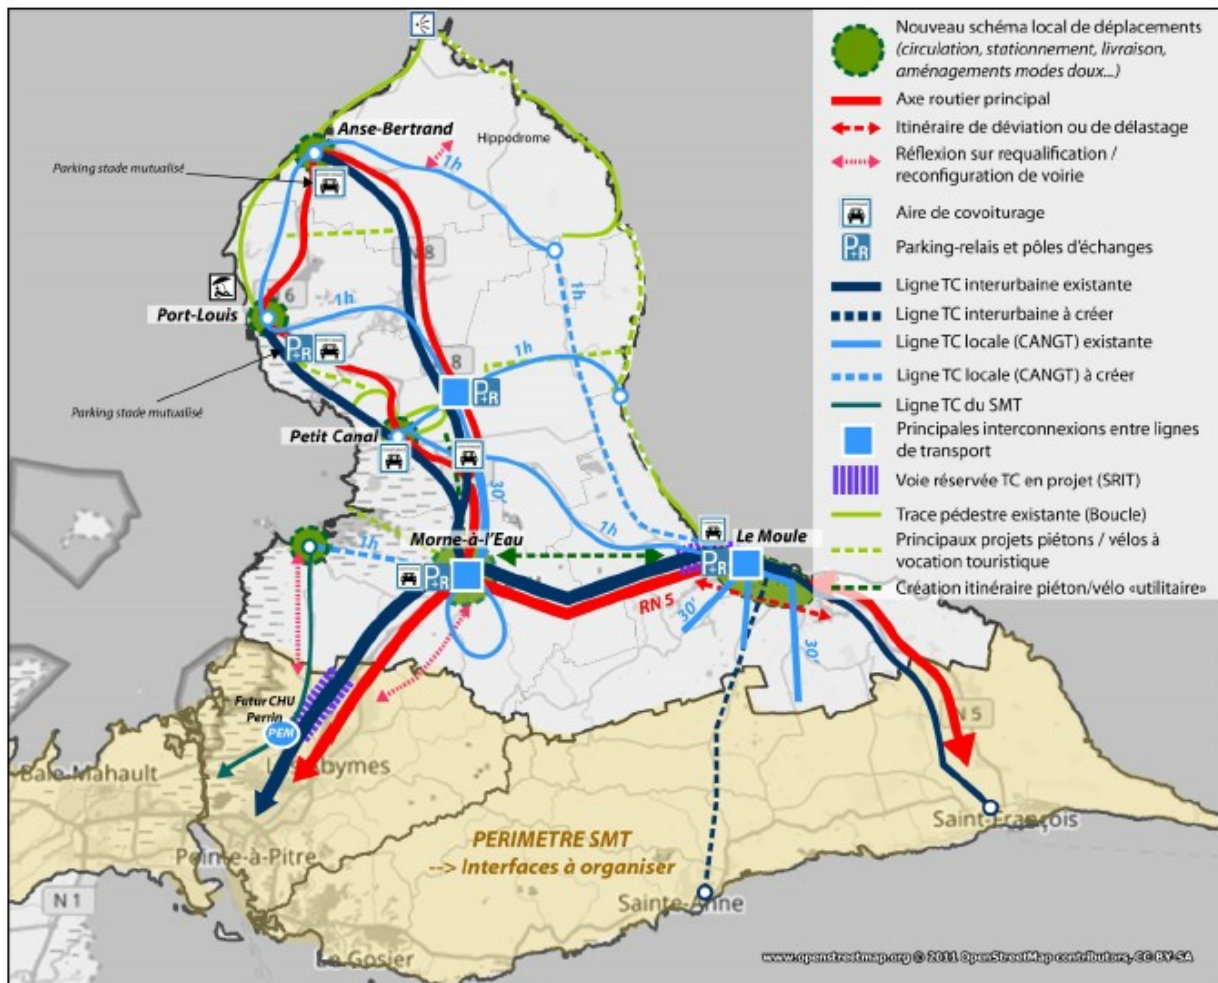 Nouveau schéma local de déplacements
(circulation, stationnement, livraison,
aménagements modes doux...)
Axe routier principal
Itinéraire de déviation ou de délastage
Réflexion sur requalification /
reconfiguration de voirie
Aire de covoiturage
P+R
Parking-relais et pôles d'échanges
Ligne TC interurbaine existante
Ligne TC interurbaine à créer
Ligne TC locale (CANGT) existante
Ligne TC locale (CANGT) à créer
Ligne TC du SMT
Principales interconnexions entre lignes
de transport
Voie réservée TC en projet (SRIT)
Trace pédestre existante (Boucle)
Principaux projets piétons / vélos à
vocation touristique
Création itinéraire piéton/vélo «utilitaire»
Anse-Bertrand
Hippodrome
1h
Parking stade mutualisé
N 8
1h
6
1h
Port-Louis
P+R
8
1h
P+R
Parking stade mutualisé
Petit Canal
30'
1h
Le Moule
Morne-à-l'Eau
1h
P+R
P+R
RN 5
30'
30'
Futur CHU
Perrin
PEM
N 5
Baie-Mahault
Saint-François
PERIMETRE SMT
--> Interfaces à organiser
Pointe-à-Pitre
N 1
Sainte-Anne
Le Gosier
www.openstreetmap.org © 2011 OpenStreetMap contributors, CC BY-SA